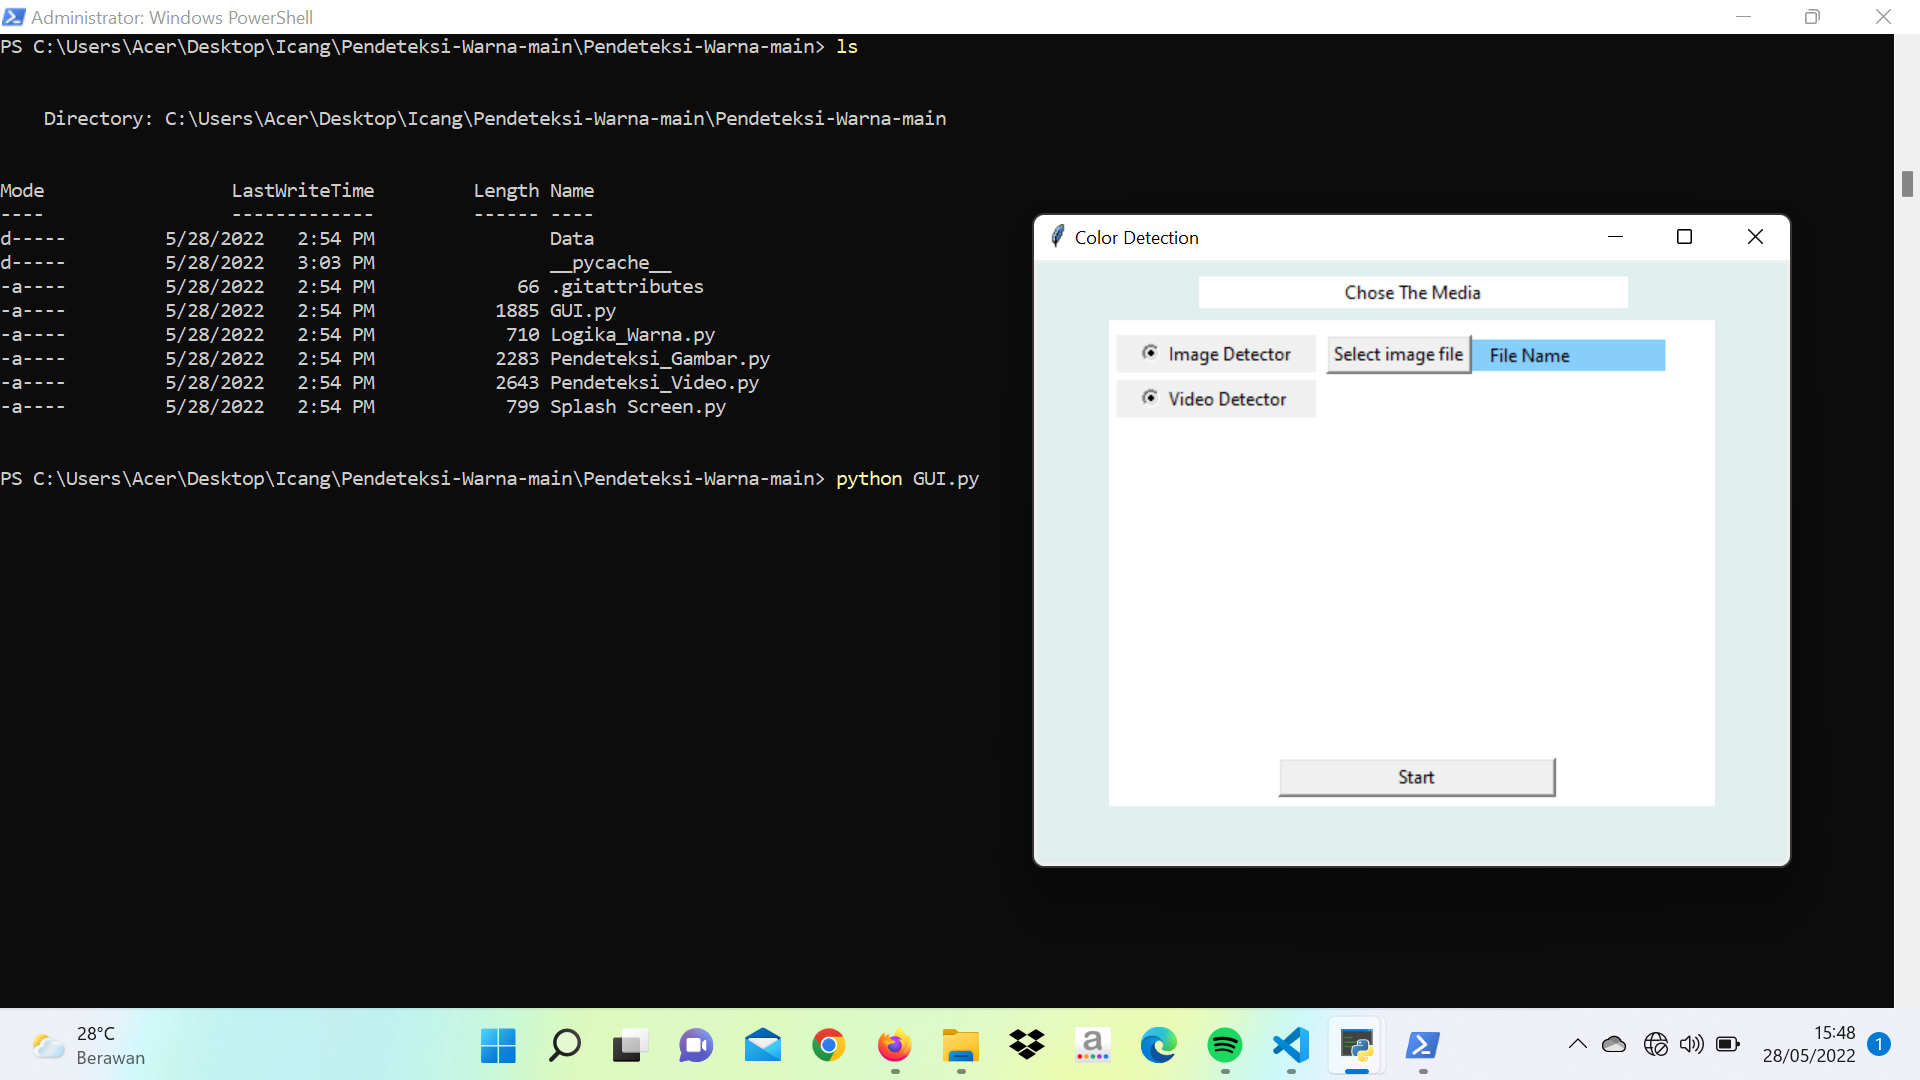 Administrator: Windows PowerShell
PS C:\Users\Acer\Desktop\Icang\Pendeteksi-Warna-main\Pendeteksi-Warna-main> ls
Directory: C:\Users\Acer\Desktop\Icang\Pendeteksi-Warna-main\Pendeteksi-Warna-main
Mode LastWriteTime Length Name
---- ------------- ------ ----
d----- 5/28/2022 2:54 PM Data
d----- 5/28/2022 3:03 PM __pycache__
-a---- 5/28/2022 2:54 PM 66 .gitattributes
-a---- 5/28/2022 2:54 PM 1885 GUI.py
-a---- 5/28/2022 2:54 PM 710 Logika_Warna.py
-a---- 5/28/2022 2:54 PM 2283 Pendeteksi_Gambar.py
-a---- 5/28/2022 2:54 PM 2643 Pendeteksi_Video.py
-a---- 5/28/2022 2:54 PM 799 Splash Screen.py
PS C:\Users\Acer\Desktop\Icang\Pendeteksi-Warna-main\Pendeteksi-Warna-main> python GUI.py
Color Detection
Chose The Media
Image Detector Select image file File Name
Video Detector
Start
28°C
Berawan
a
15:48
28/05/2022
1